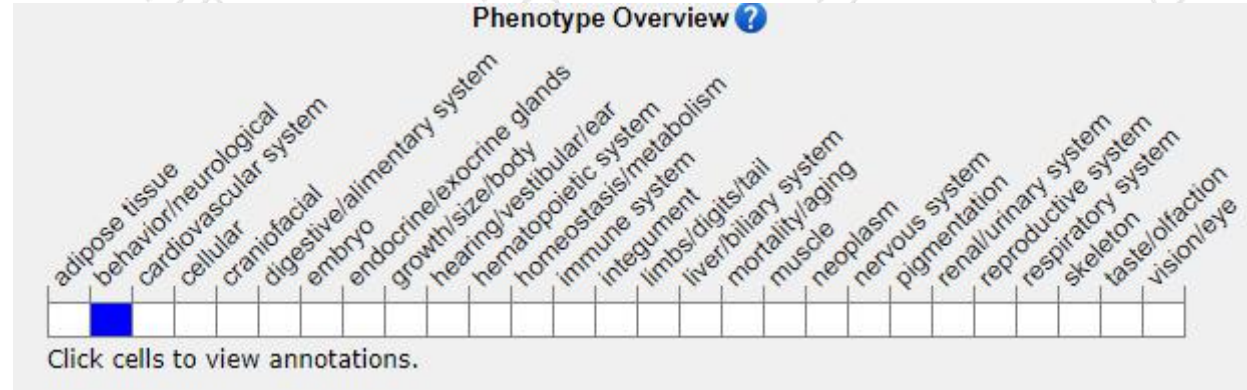 Phenotype Overview ?
adipose tissue
behavior/neurological
cardiovascular system
cellular
craniofacial
digestive/alimentary system
embryo
endocrine/exocrine glands
growth/size/body
hearing/vestibular/ear
hematopoietic system
homeostasis/metabolism
immune system
integument
limbs/digits/tail
liver/biliary system
mortality/aging
muscle
neoplasm
nervous system
pigmentation
renal/urinary system
reproductive system
respiratory system
skeleton
taste/olfaction
vision/eye
Click cells to view annotations.